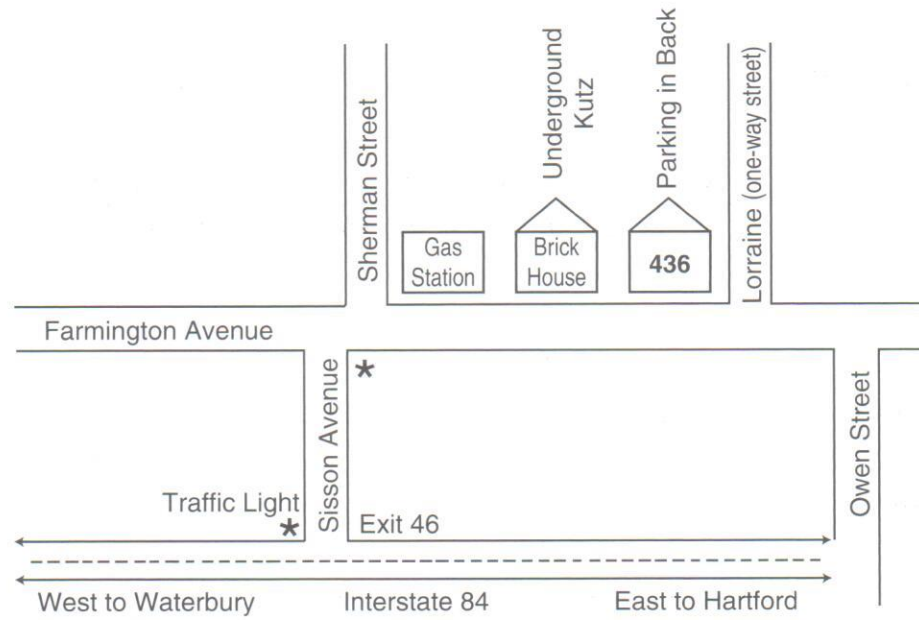 Sherman Street
Underground
Kutz
Parking in Back
Lorraine (one-way street)
Gas
Station
Brick
House
436
Farmington Avenue
Sisson Avenue
*
Owen Street
Traffic Light
*
Exit 46
West to Waterbury
Interstate 84
East to Hartford